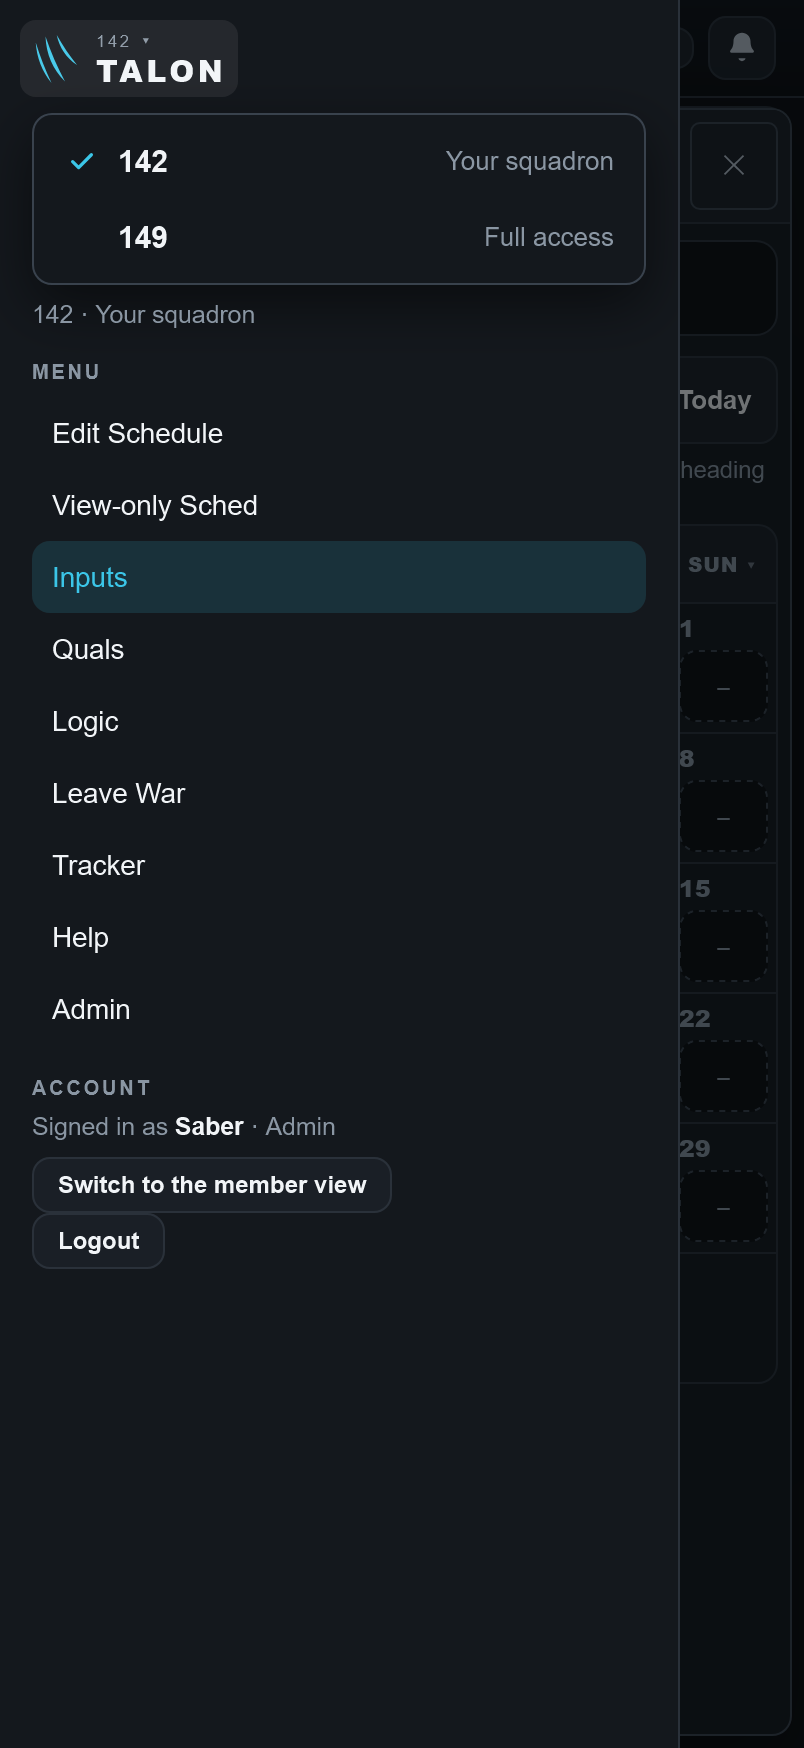 142 ▾
TALON
142 Your squadron
149 Full access
142 · Your squadron
MENU
Edit Schedule
View-only Sched
Inputs
Quals
Logic
Leave War
Tracker
Help
Admin
ACCOUNT
Signed in as Saber · Admin
Switch to the member view
Logout
Today
heading
SUN ▾
1
–
8
–
15
–
22
–
29
–